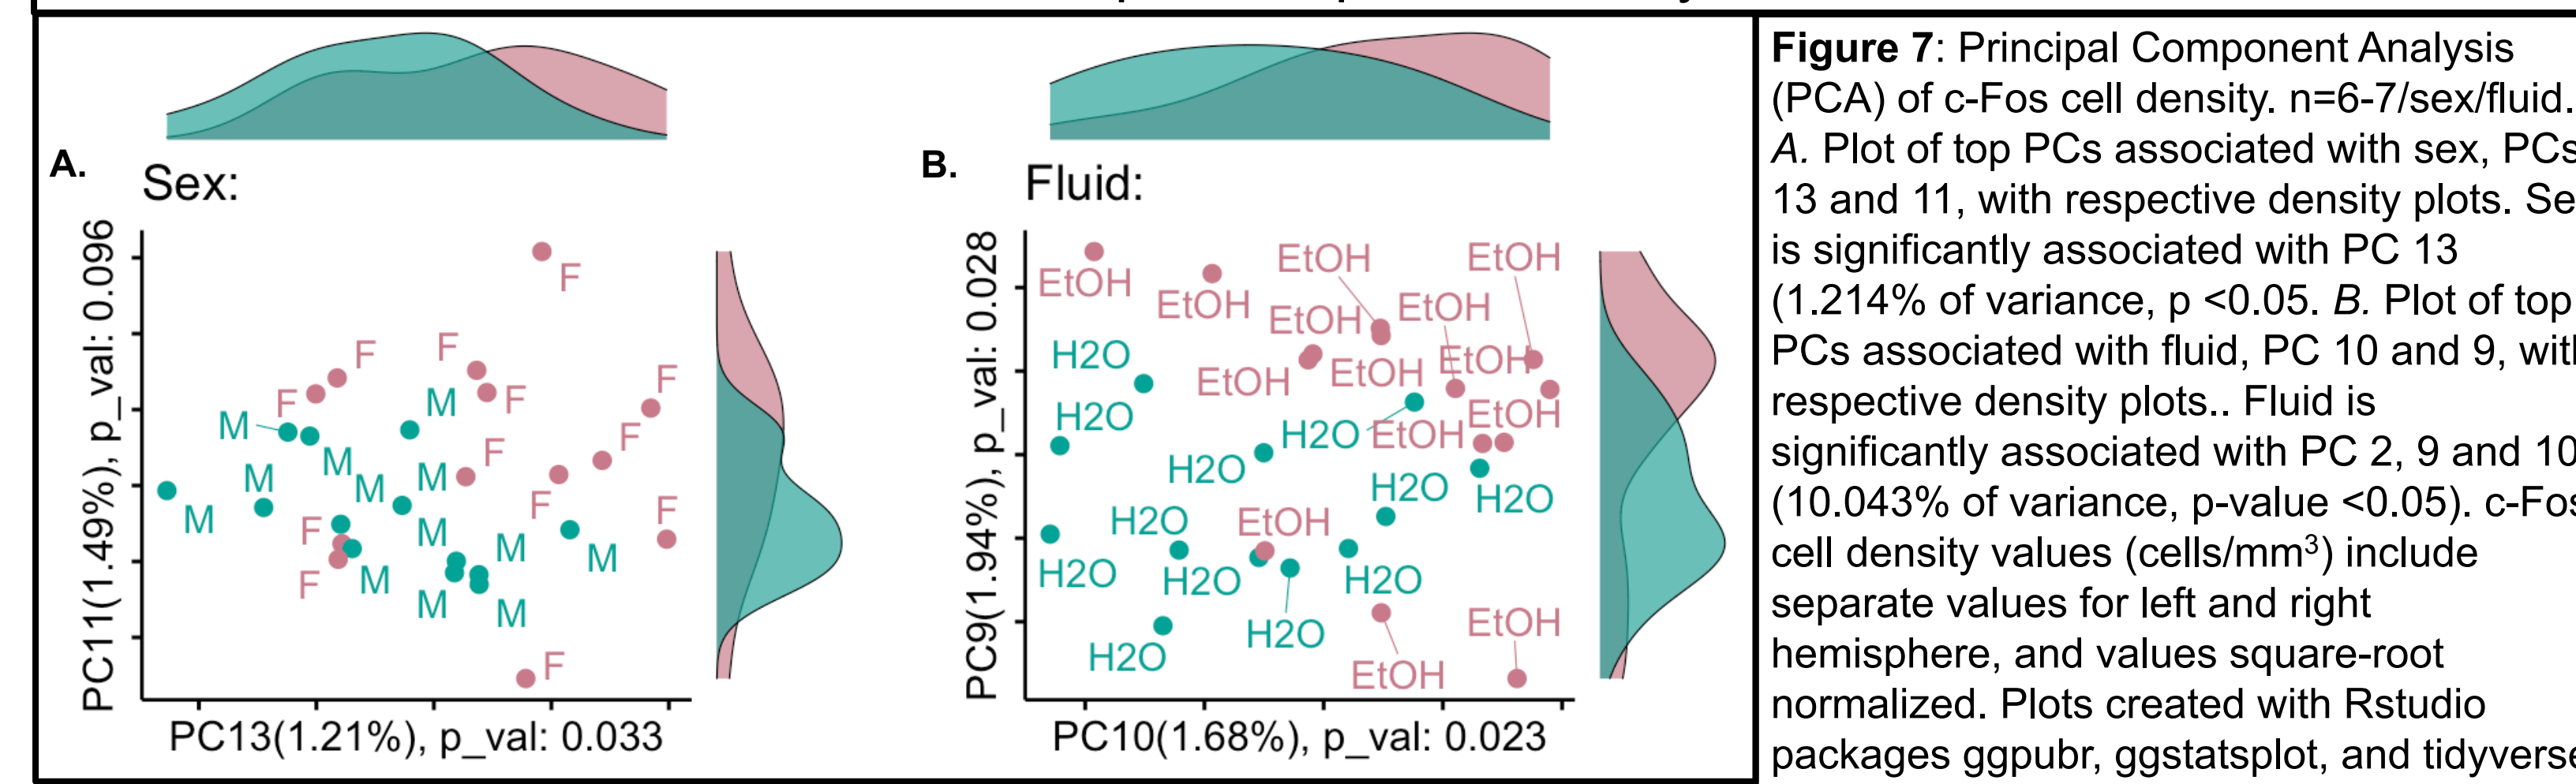 A.
Sex:
PC11(1.49%), p_val: 0.096
F
F
F
F
F
M
F
M
F
F
M
M
F
M
M
M
F
M
F
F
M
M
M
F
M
M
M
F
PC13(1.21%), p_val: 0.033
B.
Fluid:
PC9(1.94%), p_val: 0.028
EtOH
EtOH
EtOH
EtOH
EtOH
EtOH
H2O
EtOH
EtOH
EtOH
H2O
EtOH
H2O
EtOH
H2O
H2O
H2O
H2O
EtOH
H2O
H2O
H2O
H2O
EtOH
H2O
H2O
EtOH
PC10(1.68%), p_val: 0.023
Figure 7: Principal Component Analysis
(PCA) of c-Fos cell density. n=6-7/sex/fluid.
A. Plot of top PCs associated with sex, PCs
13 and 11, with respective density plots. Se
is significantly associated with PC 13
(1.214% of variance, p <0.05. B. Plot of top
PCs associated with fluid, PC 10 and 9, wit
respective density plots.. Fluid is
significantly associated with PC 2, 9 and 10
(10.043% of variance, p-value <0.05). c-Fos
cell density values (cells/mm³) include
separate values for left and right
hemisphere, and values square-root
normalized. Plots created with Rstudio
packages ggpubr, ggstatsplot, and tidyverse